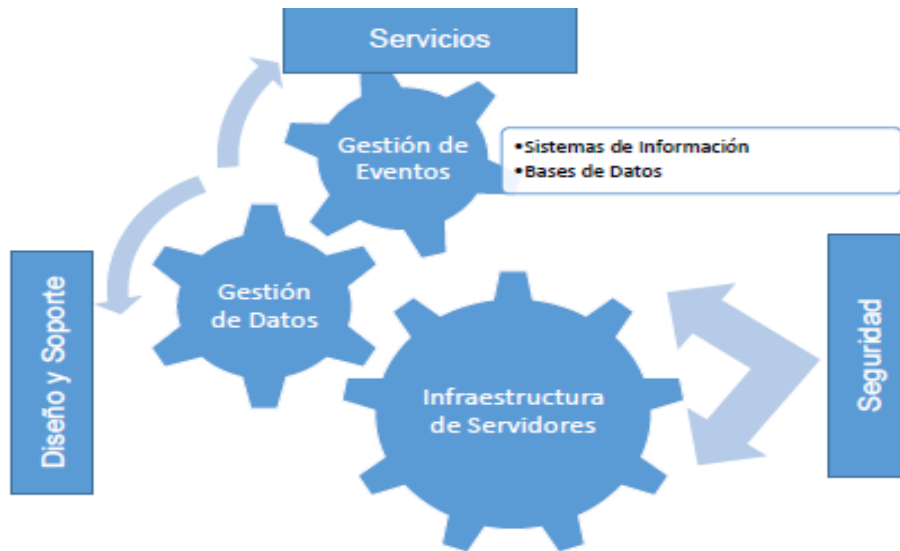 Servicios
Gestión de
Eventos
•Sistemas de Información
•Bases de Datos
Gestión
de Datos
Diseño y Soporte
Infraestructura
de Servidores
Seguridad